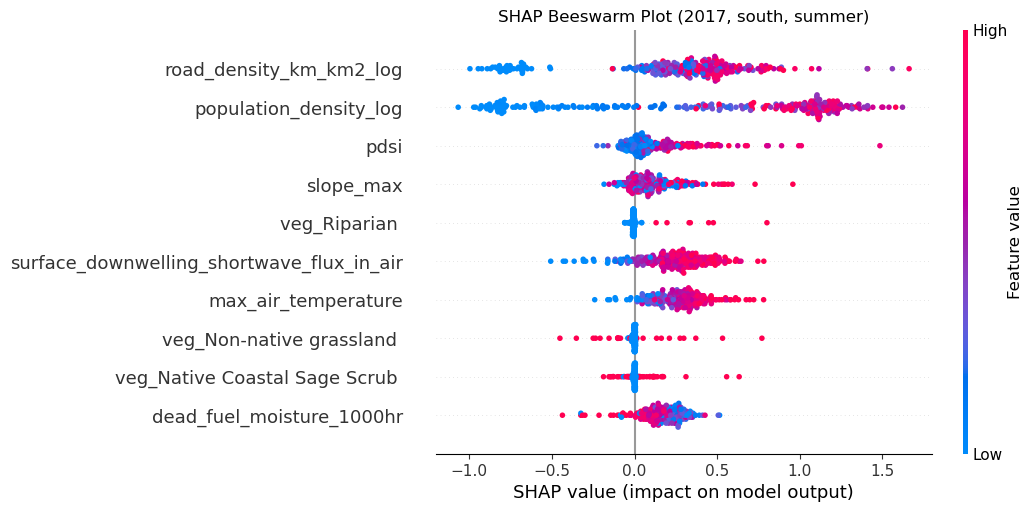 SHAP Beeswarm Plot (2017, south, summer)
High
road_density_km_km2_log
population_density_log
pdsi
slope_max
veg_Riparian
surface_downwelling_shortwave_flux_in_air
max_air_temperature
veg_Non-native grassland
veg_Native Coastal Sage Scrub
dead_fuel_moisture_1000hr
Feature value
Low
−1.0 −0.5 0.0 0.5 1.0 1.5
SHAP value (impact on model output)